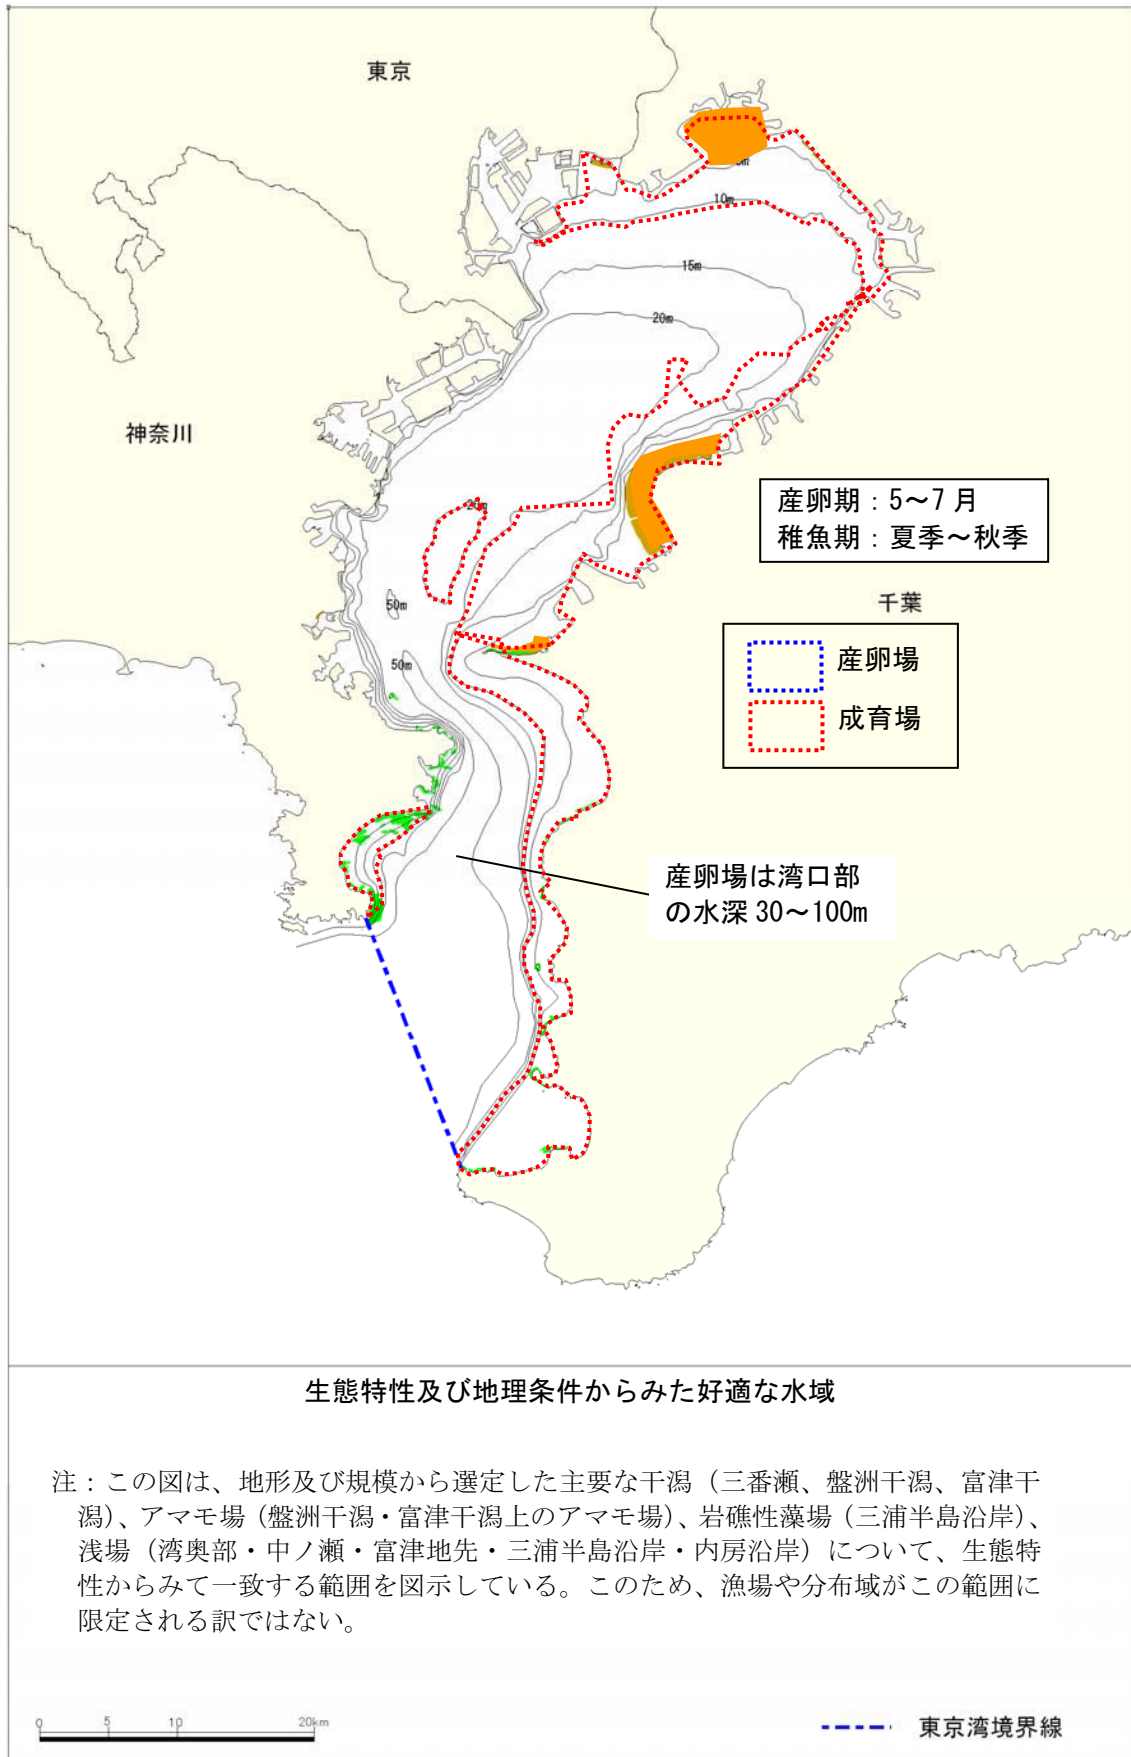 東京
10m
15m
20m
神奈川
産卵期：5～7月
稚魚期：夏季～秋季
20m
千葉
50m
産卵場
50m
成育場
産卵場は湾口部
の水深 30～100m
生態特性及び地理条件からみた好適な水域
注：この図は、地形及び規模から選定した主要な干潟（三番瀬、盤洲干潟、富津干
潟）、アマモ場（盤洲干潟・富津干潟上のアマモ場）、岩礁性藻場（三浦半島沿岸）、
浅場（湾奥部・中ノ瀬・富津地先・三浦半島沿岸・内房沿岸）について、生態特
性からみて一致する範囲を図示している。このため、漁場や分布域がこの範囲に
限定される訳ではない。
0 5 10 20km
東京湾境界線